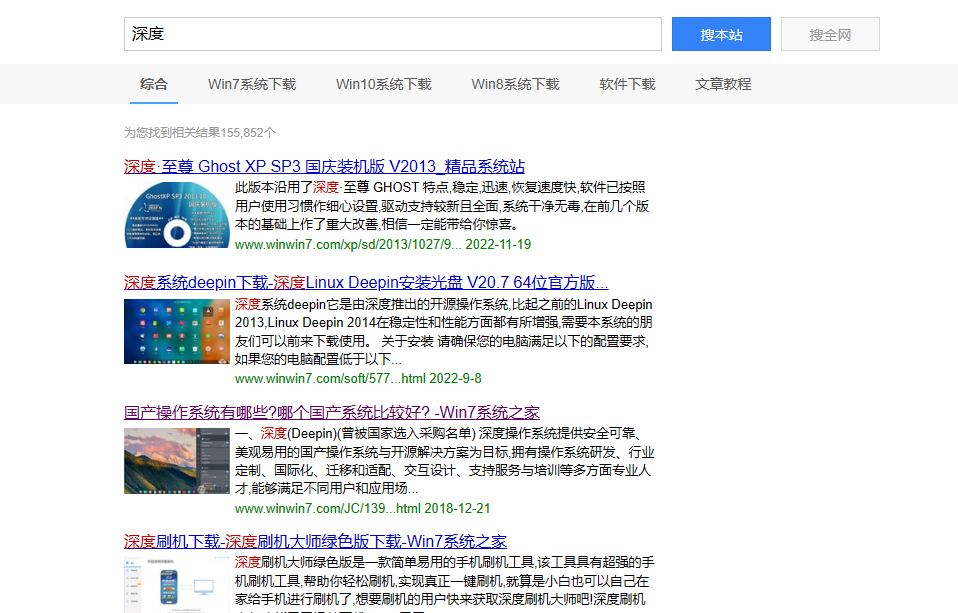 深度
搜本站
搜全网
综合
Win7系统下载
Win10系统下载
Win8系统下载
软件下载
文章教程
为您找到相关结果155,852个
深度·至尊 Ghost XP SP3 国庆装机版 V2013_精品系统站
此版本沿用了深度·至尊 GHOST 特点,稳定,迅速,恢复速度快,软件已按照
用户使用习惯作细心设置,驱动支持较新且全面,系统干净无毒,在前几个版
本的基础上作了重大改善,相信一定能带给你惊喜。
www.winwin7.com/xp/sd/2013/1027/9... 2022-11-19
深度系统deepin下载-深度Linux Deepin安装光盘 V20.7 64位官方版...
深度系统deepin它是由深度推出的开源操作系统,比起之前的Linux Deepin
2013,Linux Deepin 2014在稳定性和性能方面都有所增强,需要本系统的朋
友们可以前来下载使用。 关于安装 请确保您的电脑满足以下的配置要求,
如果您的电脑配置低于以下...
www.winwin7.com/soft/577...html 2022-9-8
国产操作系统有哪些?哪个国产系统比较好? -Win7系统之家
一、深度(Deepin)(曾被国家选入采购名单) 深度操作系统提供安全可靠、
美观易用的国产操作系统与开源解决方案为目标,拥有操作系统研发、行业
定制、国际化、迁移和适配、交互设计、支持服务与培训等多方面专业人
才,能够满足不同用户和应用场...
www.winwin7.com/JC/139...html 2018-12-21
深度刷机下载-深度刷机大师绿色版下载-Win7系统之家
深度刷机大师绿色版是一款简单易用的手机刷机工具,该工具具有超强的手
机刷机工具,帮助你轻松刷机,实现真正一键刷机,就算是小白也可以自己在
家给手机进行刷机了,想要刷机的用户快来获取深度刷机大师吧!深度刷机